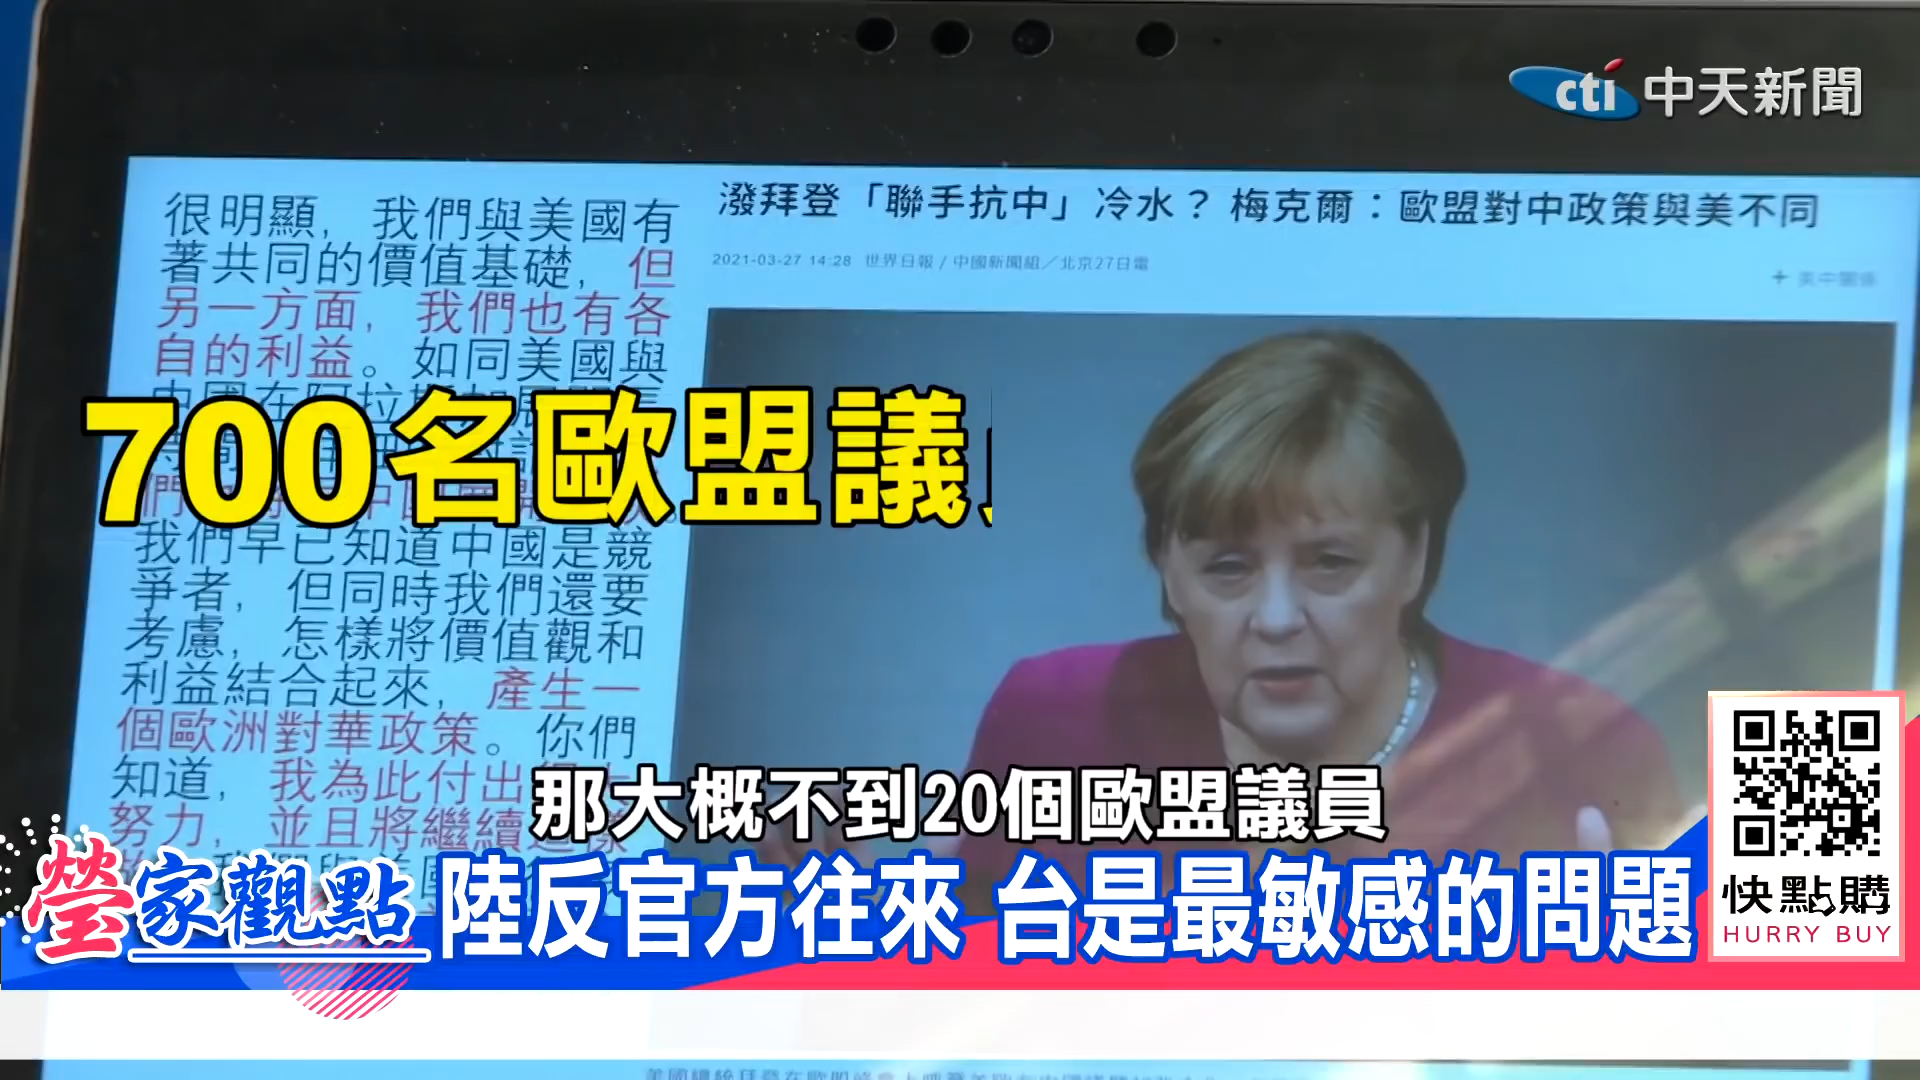 cti 中天新聞
潑拜登「聯手抗中」冷水？梅克爾：歐盟對中政策與美不同
2021-03-27 14:28 世界日報 / 中國新聞組／北京27日電
+ 美中關係
很明顯，我們與美國有
著共同的價值基礎，但
另一方面，我們也有各
自的利益。如同美國與
700名歐盟議
我們早已知道中國是競
爭者，但同時我們還要
考慮，怎樣將價值觀和
利益結合起來，產生一
個歐洲對華政策。你們
知道，我為此付出
努力，並且將繼續這樣
那大概不到20個歐盟議員
瑩家觀點
陸反官方往來 台是最敏感的問題
快點購
HURRY BUY